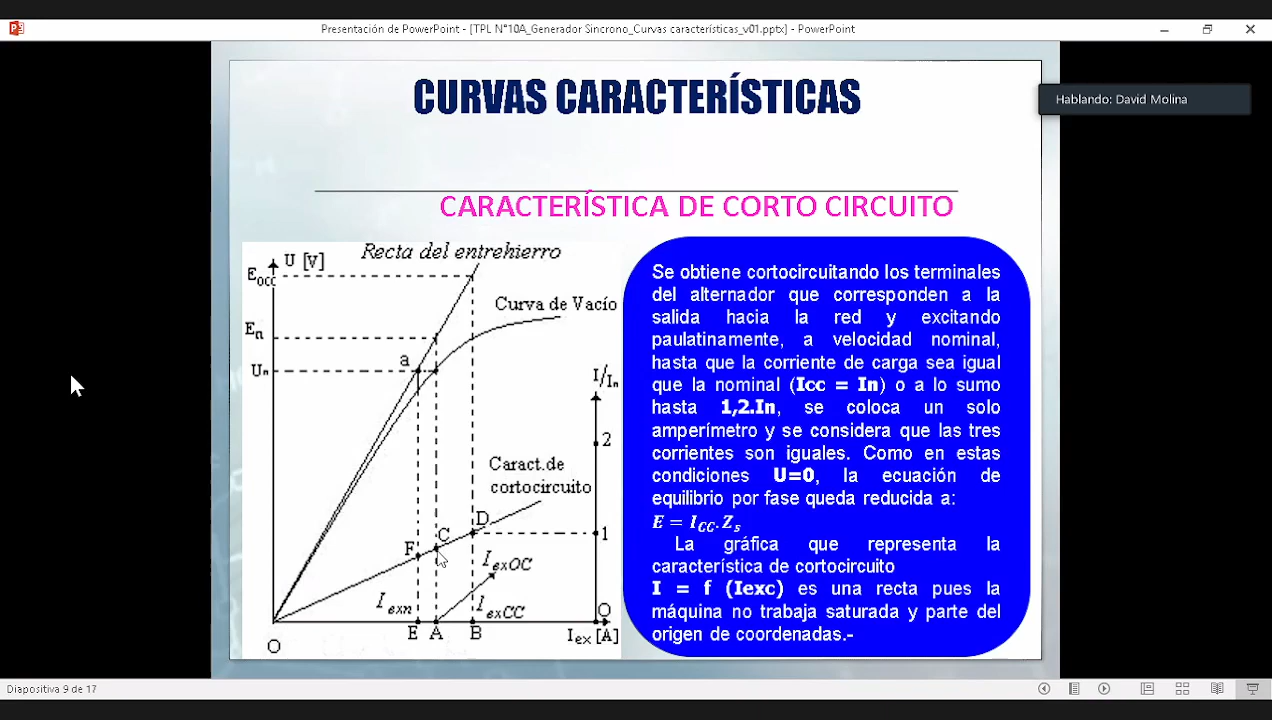 Presentación de PowerPoint - [TPL N°10A_Generador Sincrono_Curvas características_v01.pptx] - PowerPoint
CURVAS CARACTERÍSTICAS
Hablando: David Molina
CARACTERÍSTICA DE CORTO CIRCUITO
Recta del entrehierro
U [V]
Eocc
Curva de Vacío
En
a
Un
I/In
2
Caract.de
cortocircuito
D
1
C
F
IexOC
Iexn
IexCC
O
E A B Iex [A]
O
Se obtiene cortocircuitando los terminales
del alternador que corresponden a la
salida hacia la red y excitando
paulatinamente, a velocidad nominal,
hasta que la corriente de carga sea igual
que la nominal (Icc = In) o a lo sumo
hasta 1,2.In, se coloca un solo
amperímetro y se considera que las tres
corrientes son iguales. Como en estas
condiciones U=0, la ecuación de
equilibrio por fase queda reducida a:
E = ICC.Zs
La gráfica que representa la
característica de cortocircuito
I = f (Iexc) es una recta pues la
máquina no trabaja saturada y parte del
origen de coordenadas.-
Diapositiva 9 de 17